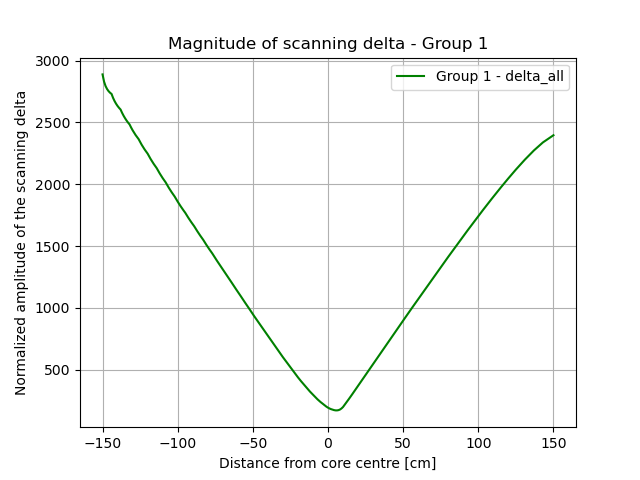 Magnitude of scanning delta - Group 1
Group 1 - delta_all
Normalized amplitude of the scanning delta
3000
2500
2000
1500
1000
500
−150 −100 −50 0 50 100 150
Distance from core centre [cm]